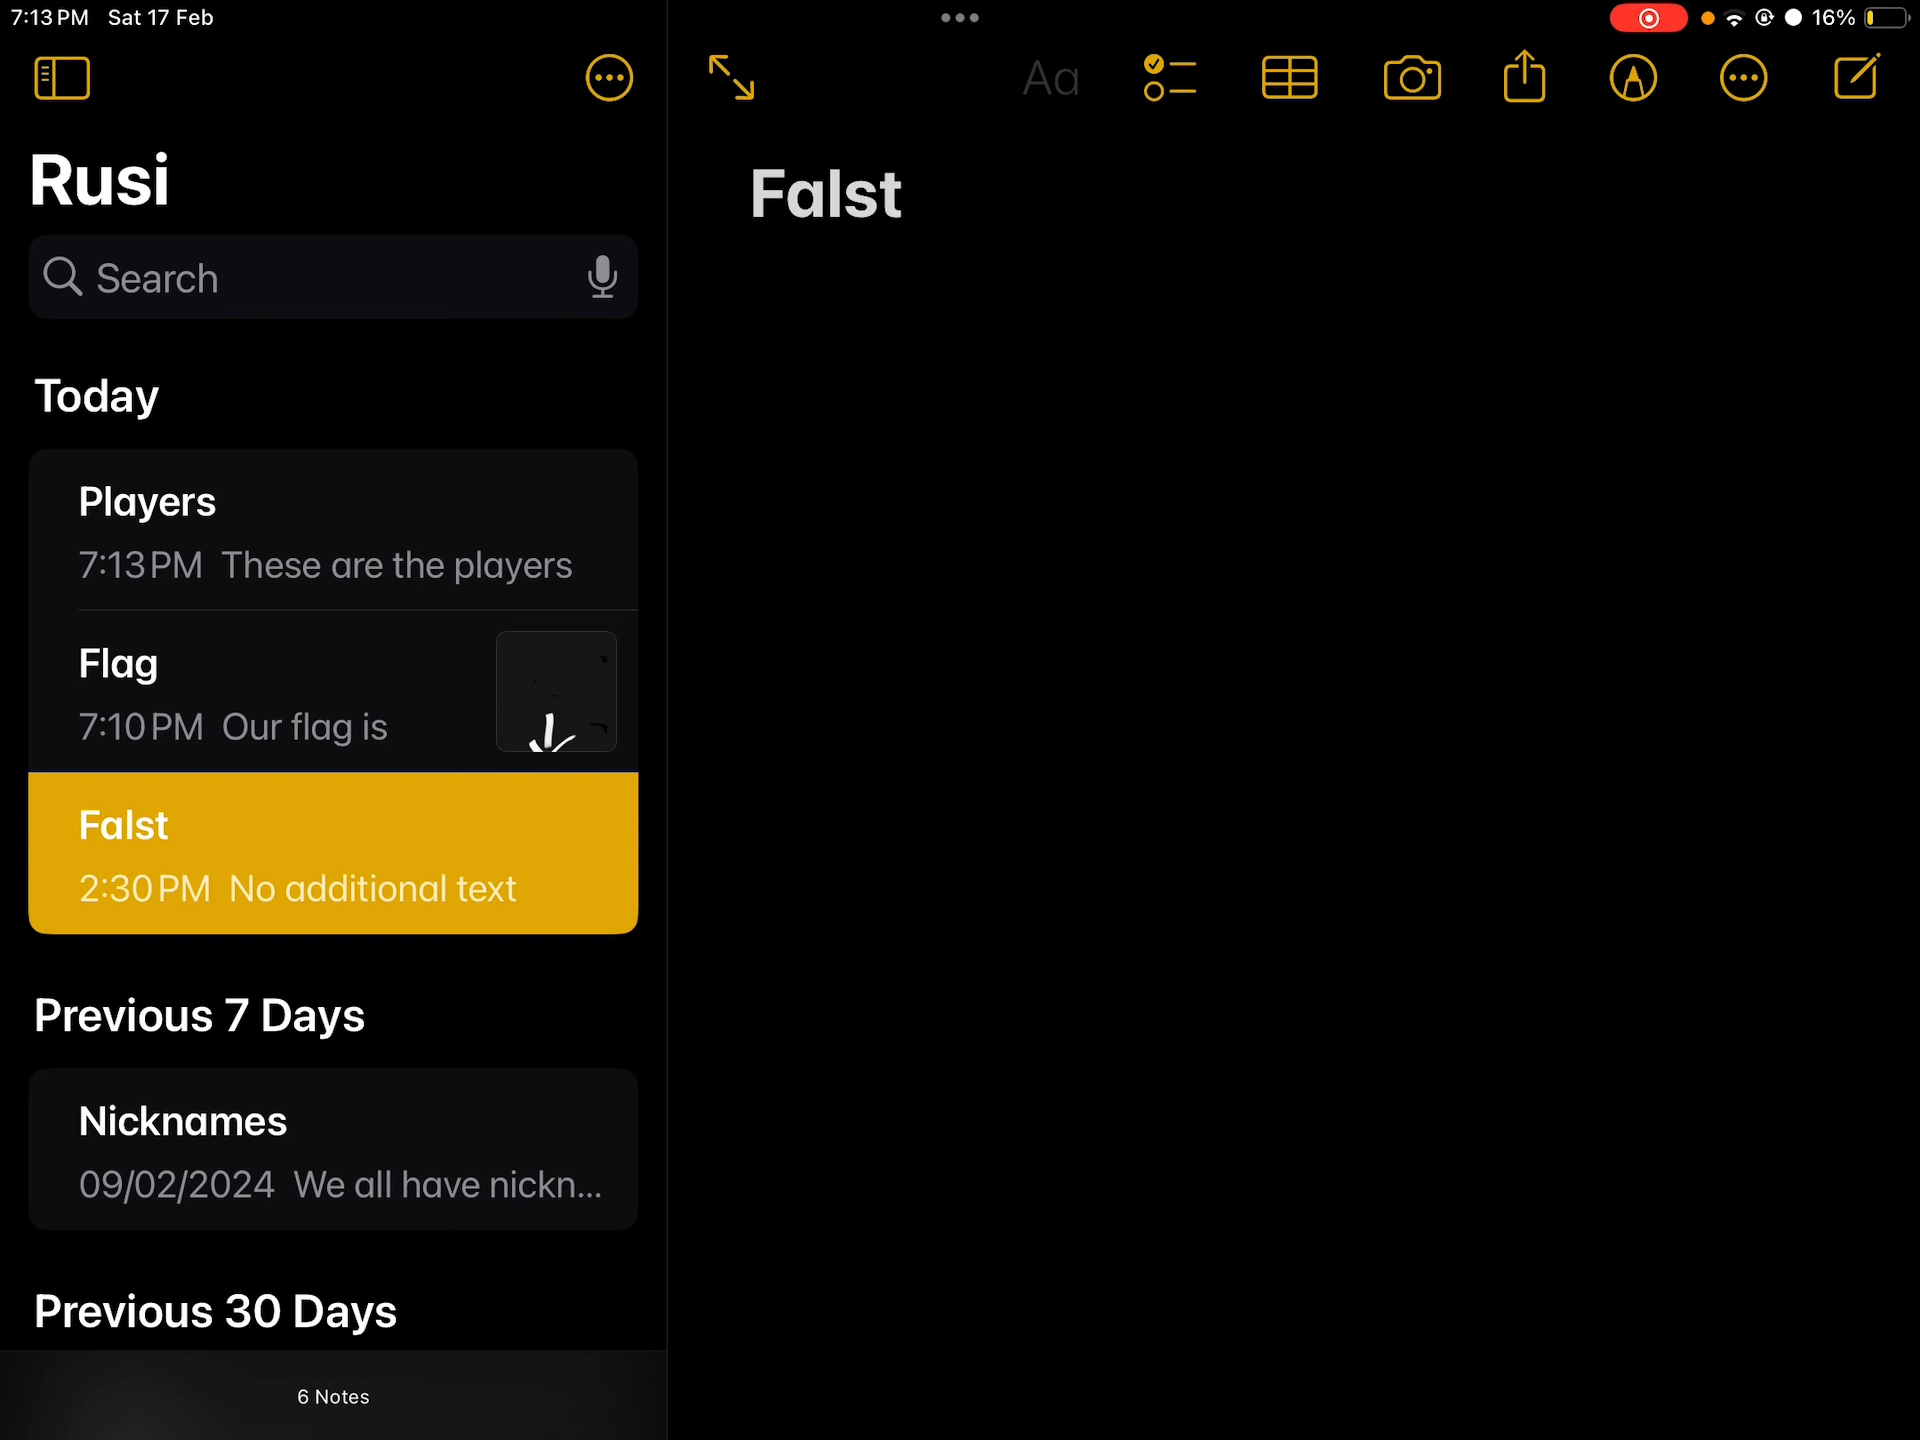 7:13 PM Sat 17 Feb
16%
Aa
Rusi
Search
Today
Players
7:13 PM These are the players
Flag
7:10 PM Our flag is
Falst
2:30 PM No additional text
Previous 7 Days
Nicknames
09/02/2024 We all have nickn...
Previous 30 Days
6 Notes
Falst